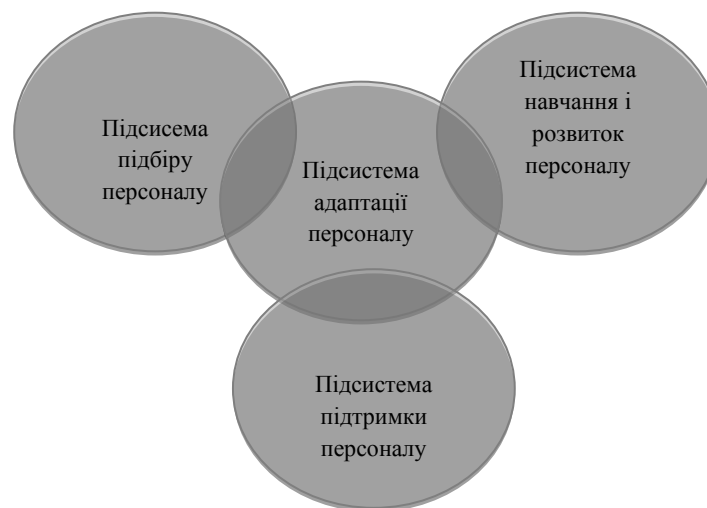 Підсисема
підбіру
персоналу
Підсистема
адаптації
персоналу
Підсистема
навчання і
розвиток
персоналу
Підсистема
підтримки
персоналу